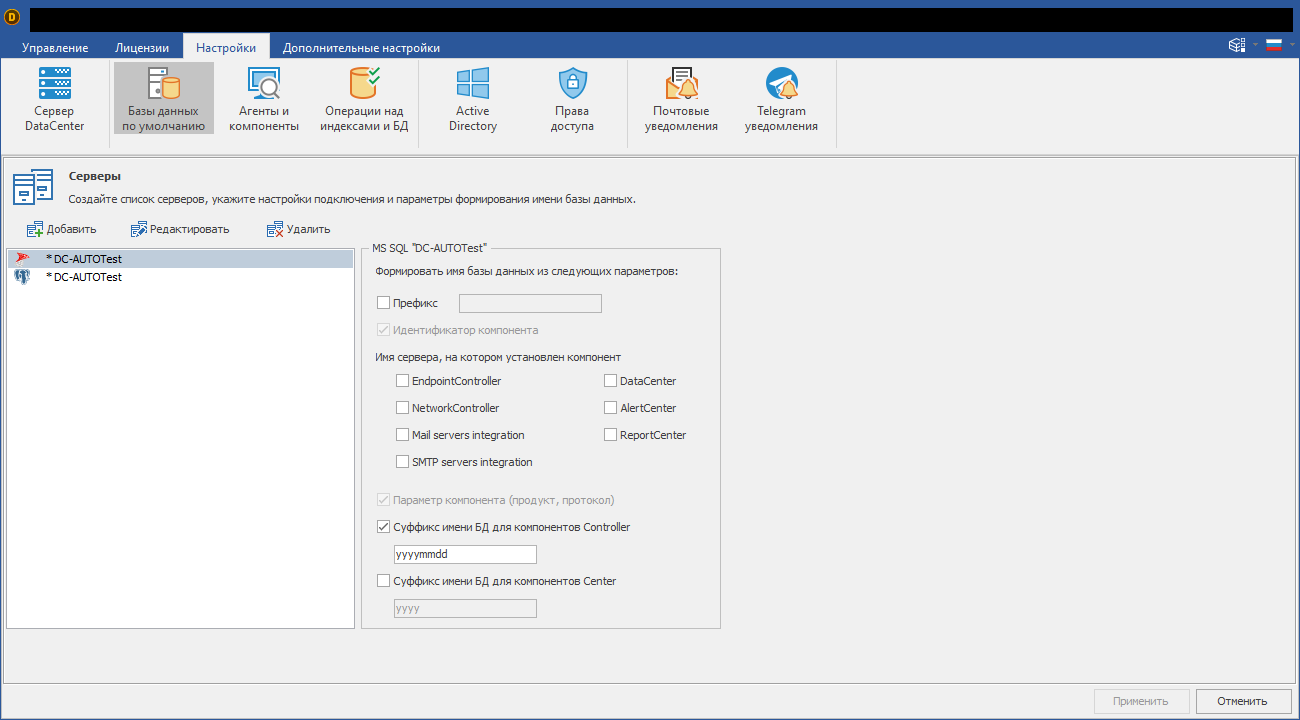 D
Управление Лицензии Настройки Дополнительные настройки
Сервер DataCenter
Базы данных по умолчанию
Агенты и компоненты
Операции над индексами и БД
Active Directory
Права доступа
Почтовые уведомления
Telegram уведомления
Серверы
Создайте список серверов, укажите настройки подключения и параметры формирования имени базы данных.
Добавить Редактировать Удалить
* DC-AUTOTest
* DC-AUTOTest
MS SQL "DC-AUTOTest"
Формировать имя базы данных из следующих параметров:
Префикс
Идентификатор компонента
Имя сервера, на котором установлен компонент
EndpointController DataCenter
NetworkController AlertCenter
Mail servers integration ReportCenter
SMTP servers integration
Параметр компонента (продукт, протокол)
Суффикс имени БД для компонентов Controller
yyyymmdd
Суффикс имени БД для компонентов Center
yyyy
Применить Отменить